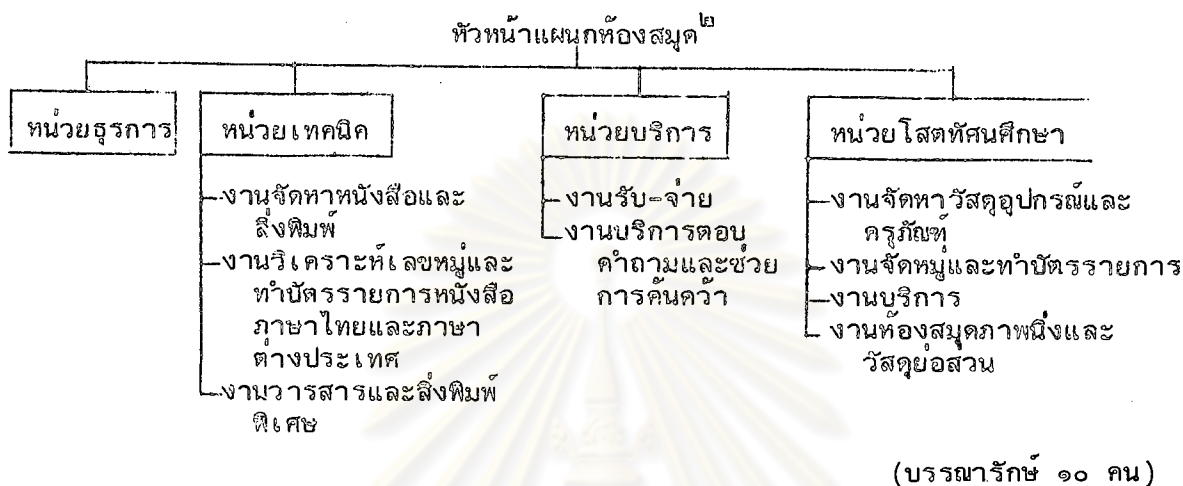 หัวหน้าแผนกห้องสมุด๒
หน่วยธุรการ
หน่วยเทคนิค
งานจัดหาหนังสือและ
สิ่งพิมพ์
งานวิเคราะห์เลขหมู่และ
ทำบัตรรายการหนังสือ
ภาษาไทยและภาษา
ต่างประเทศ
งานวารสารและสิ่งพิมพ์
พิเศษ
หน่วยบริการ
งานรับ-จ่าย
งานบริการตอบ
คำถามและช่วย
การค้นคว้า
หน่วยโสตทัศนศึกษา
งานจัดหาวัสดุอุปกรณ์และ
ครุภัณฑ์
งานจัดหมู่และทำบัตรรายการ
งานบริการ
งานห้องสมุดภาพนิ่งและ
วัสดุย่อส่วน
(บรรณารักษ์ ๑๐ คน)